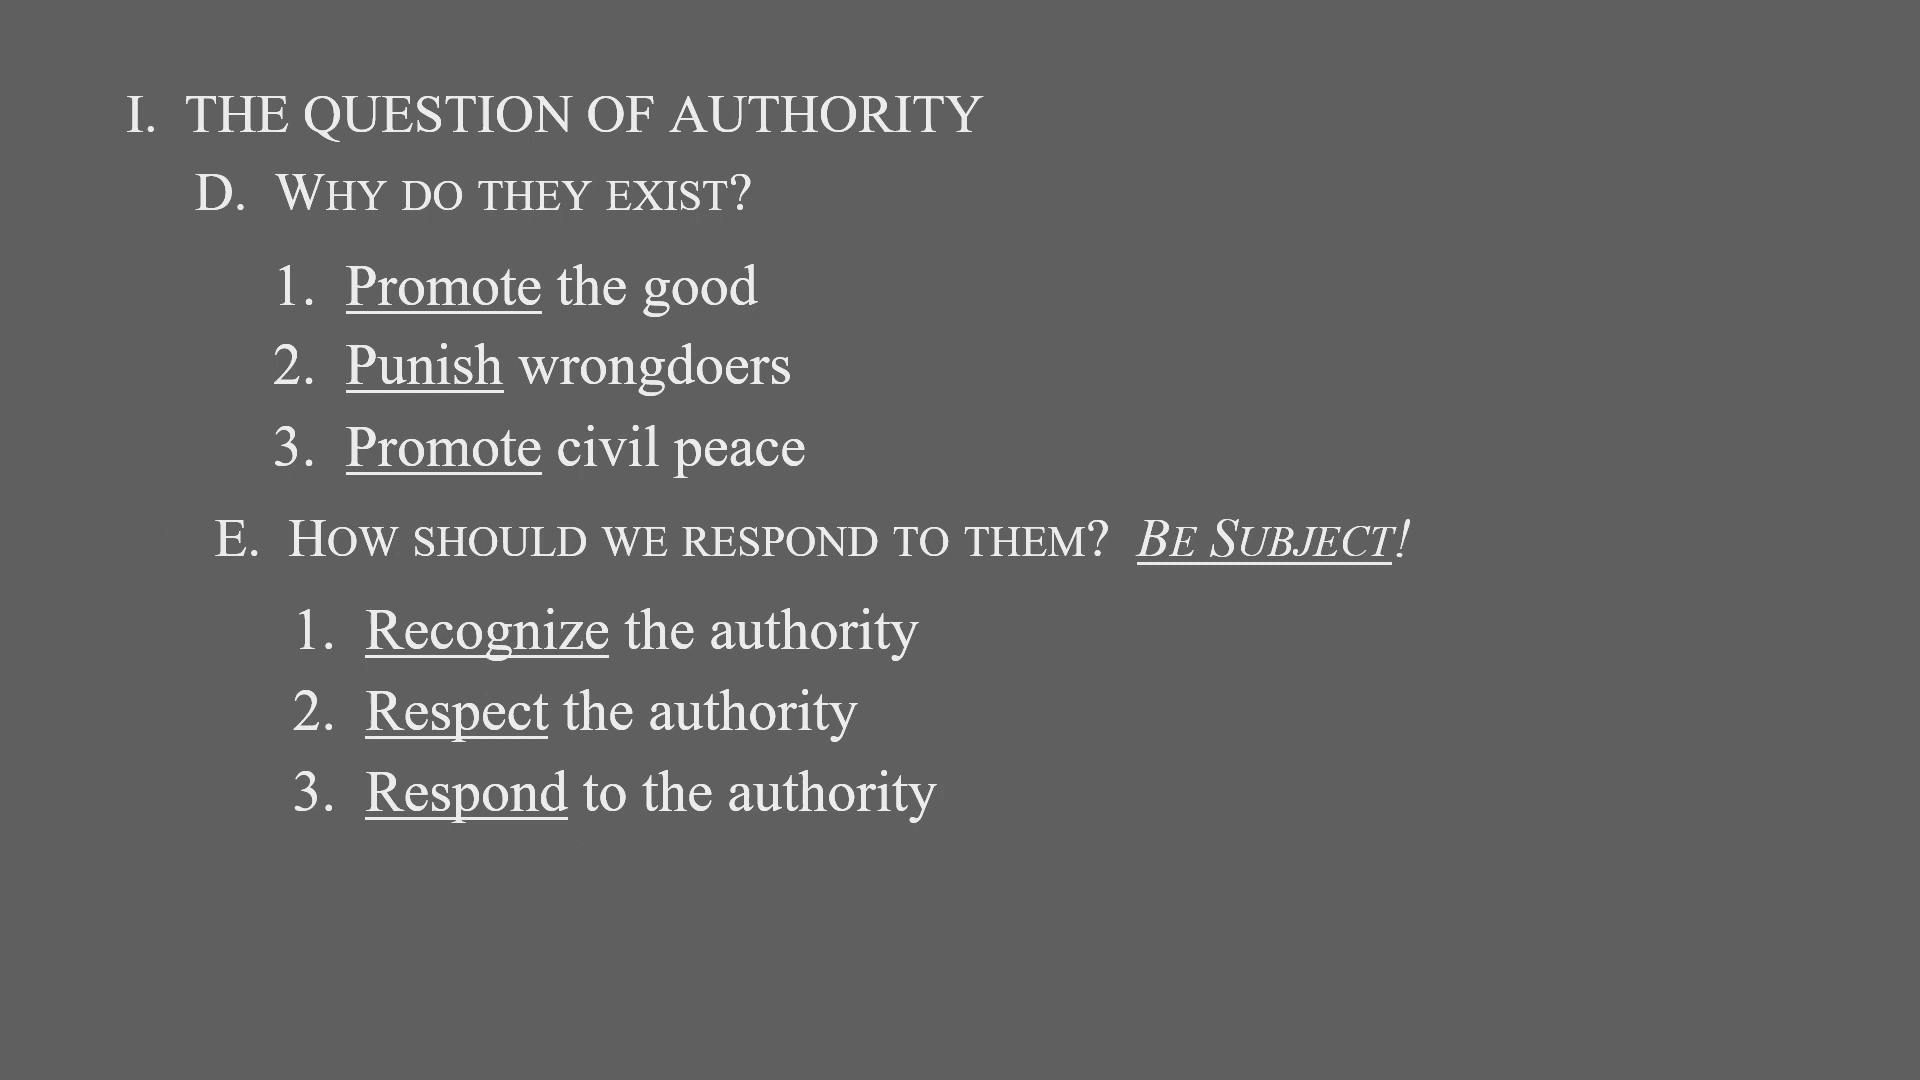 I. THE QUESTION OF AUTHORITY
D. WHY DO THEY EXIST?
1. Promote the good
2. Punish wrongdoers
3. Promote civil peace
E. HOW SHOULD WE RESPOND TO THEM? BE SUBJECT!
1. Recognize the authority
2. Respect the authority
3. Respond to the authority